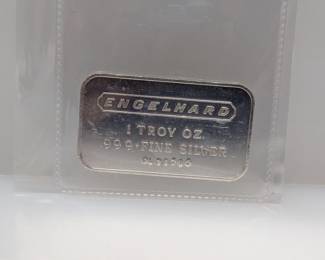 ENGELHARD
1 TROY OZ.
999+ FINE SILVER